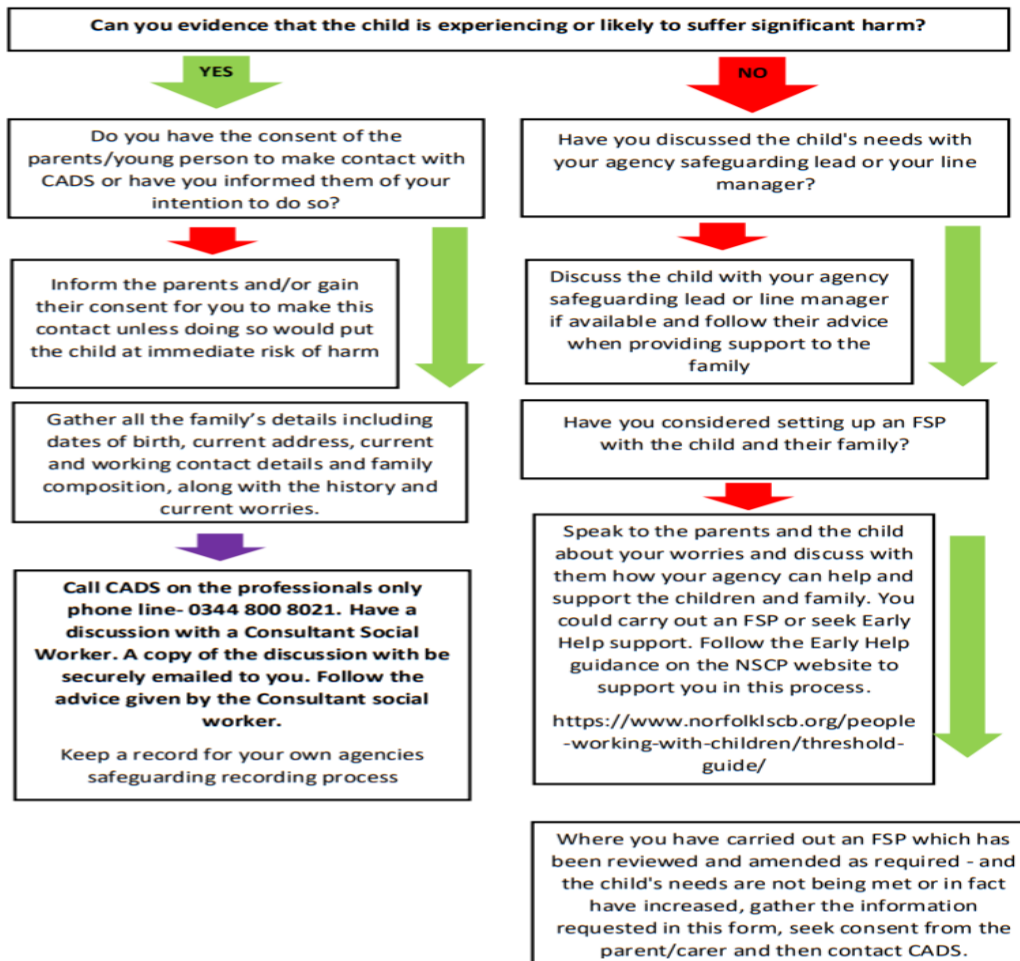 Can you evidence that the child is experiencing or likely to suffer significant harm?
YES
NO
Do you have the consent of the
parents/young person to make contact with
CADS or have you informed them of your
intention to do so?
Have you discussed the child's needs with
your agency safeguarding lead or your line
manager?
Inform the parents and/or gain
their consent for you to make this
contact unless doing so would put
the child at immediate risk of harm
Discuss the child with your agency
safeguarding lead or line manager
if available and follow their advice
when providing support to the
family
Gather all the family’s details including
dates of birth, current address, current
and working contact details and family
composition, along with the history and
current worries.
Have you considered setting up an FSP
with the child and their family?
Call CADS on the professionals only
phone line- 0344 800 8021. Have a
discussion with a Consultant Social
Worker. A copy of the discussion with be
securely emailed to you. Follow the
advice given by the Consultant social
worker.
Keep a record for your own agencies
safeguarding recording process
Speak to the parents and the child
about your worries and discuss with
them how your agency can help and
support the children and family. You
could carry out an FSP or seek Early
Help support. Follow the Early Help
guidance on the NSCP website to
support you in this process.
https://www.norfolklscb.org/people
-working-with-children/threshold-
guide/
Where you have carried out an FSP which has
been reviewed and amended as required - and
the child's needs are not being met or in fact
have increased, gather the information
requested in this form, seek consent from the
parent/carer and then contact CADS.